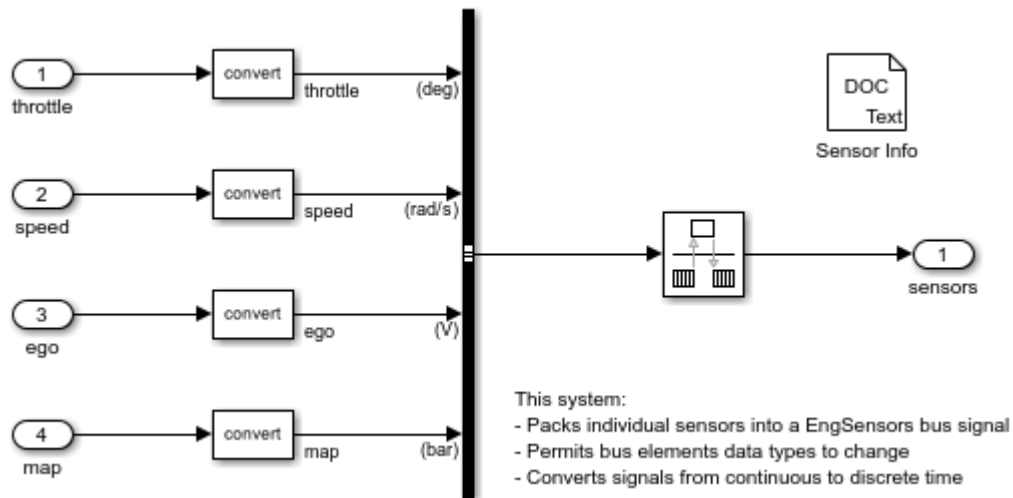 1
throttle
convert
throttle
(deg)
2
speed
convert
speed
(rad/s)
3
ego
convert
ego
(V)
4
map
convert
map
(bar)
DOC
Text
Sensor Info
1
sensors
This system:
- Packs individual sensors into a EngSensors bus signal
- Permits bus elements data types to change
- Converts signals from continuous to discrete time